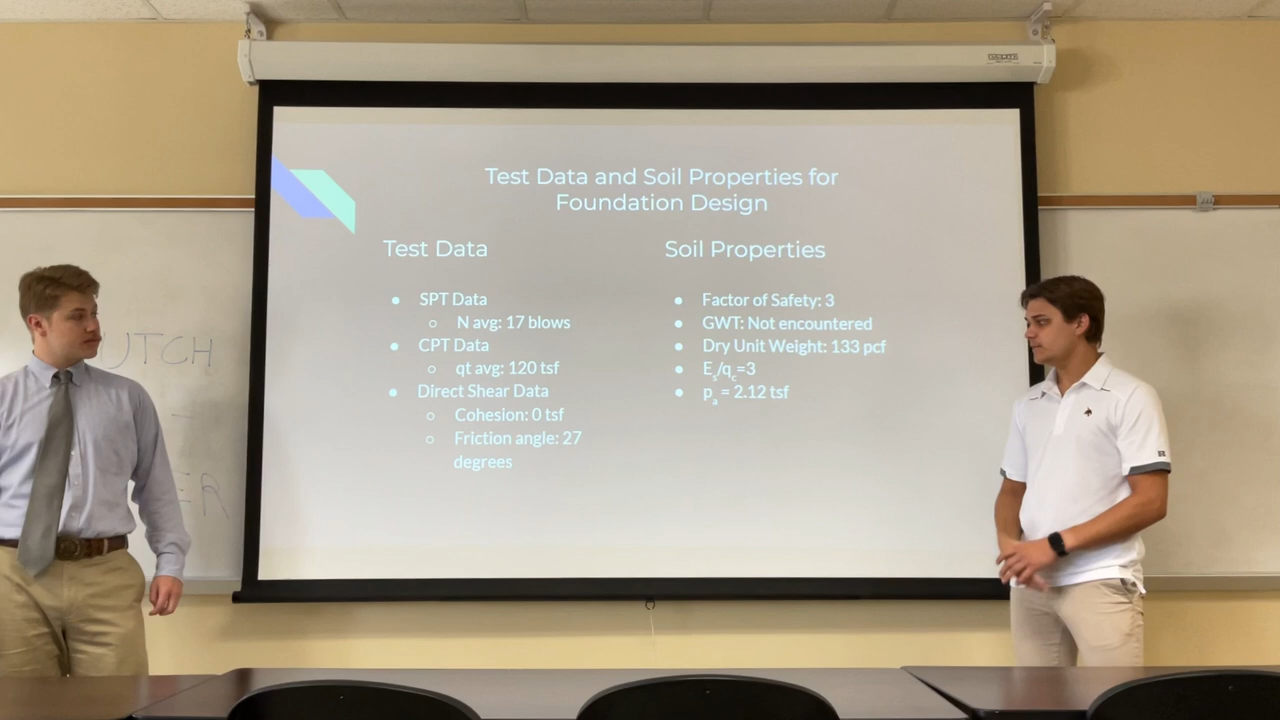 Test Data and Soil Properties for
Foundation Design
Test Data
SPT Data
N avg: 17 blows
CPT Data
qt avg: 120 tsf
Direct Shear Data
Cohesion: 0 tsf
Friction angle: 27
degrees
Soil Properties
Factor of Safety: 3
GWT: Not encountered
Dry Unit Weight: 133 pcf
Es/qc=3
pa = 2.12 tsf
UTCH
ER